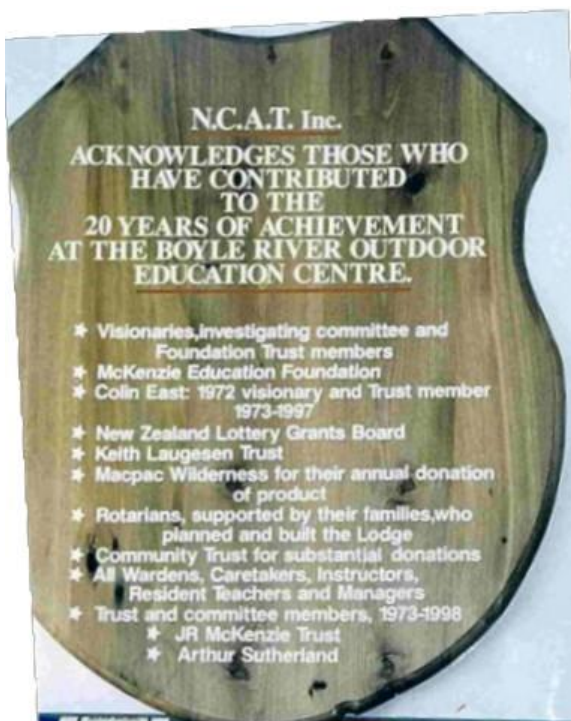 N.C.A.T. Inc.
ACKNOWLEDGES THOSE WHO
HAVE CONTRIBUTED
TO THE
20 YEARS OF ACHIEVEMENT
AT THE BOYLE RIVER OUTDOOR
EDUCATION CENTRE.
★ Visionaries,investigating committee and
Foundation Trust members
★ McKenzie Education Foundation
★ Colin East: 1972 visionary and Trust member
1973-1997
★ New Zealand Lottery Grants Board
★ Keith Laugesen Trust
★ Macpac Wilderness for their annual donation
of product
★ Rotarians, supported by their families,who
planned and built the Lodge
★ Community Trust for substantial donations
★ All Wardens, Caretakers, Instructors,
Resident Teachers and Managers
★ Trust and committee members, 1973-1998
★ JR McKenzie Trust
★ Arthur Sutherland